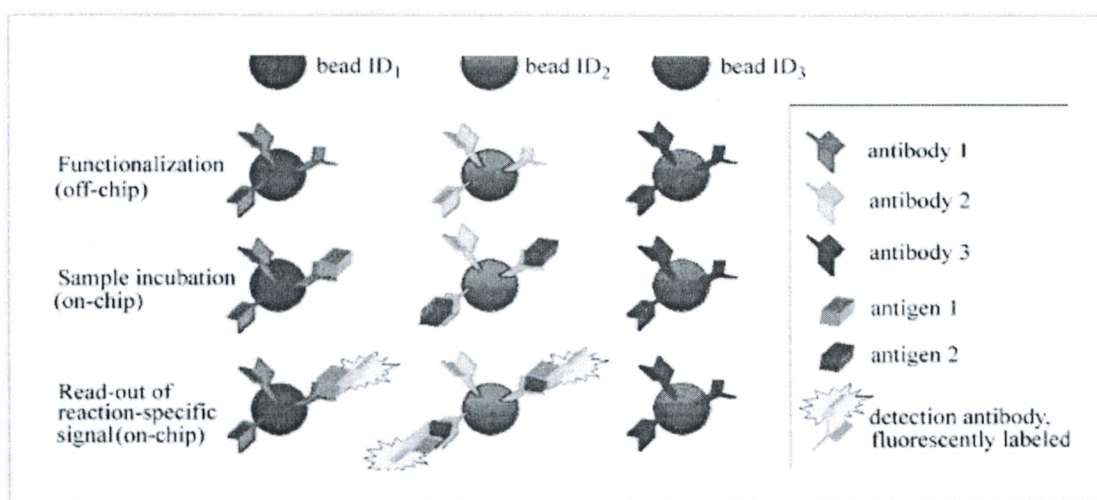 bead ID1 bead ID2 bead ID3
Functionalization
(off-chip)
Sample incubation
(on-chip)
Read-out of
reaction-specific
signal(on-chip)
antibody 1
antibody 2
antibody 3
antigen 1
antigen 2
detection antibody,
fluorescently labeled